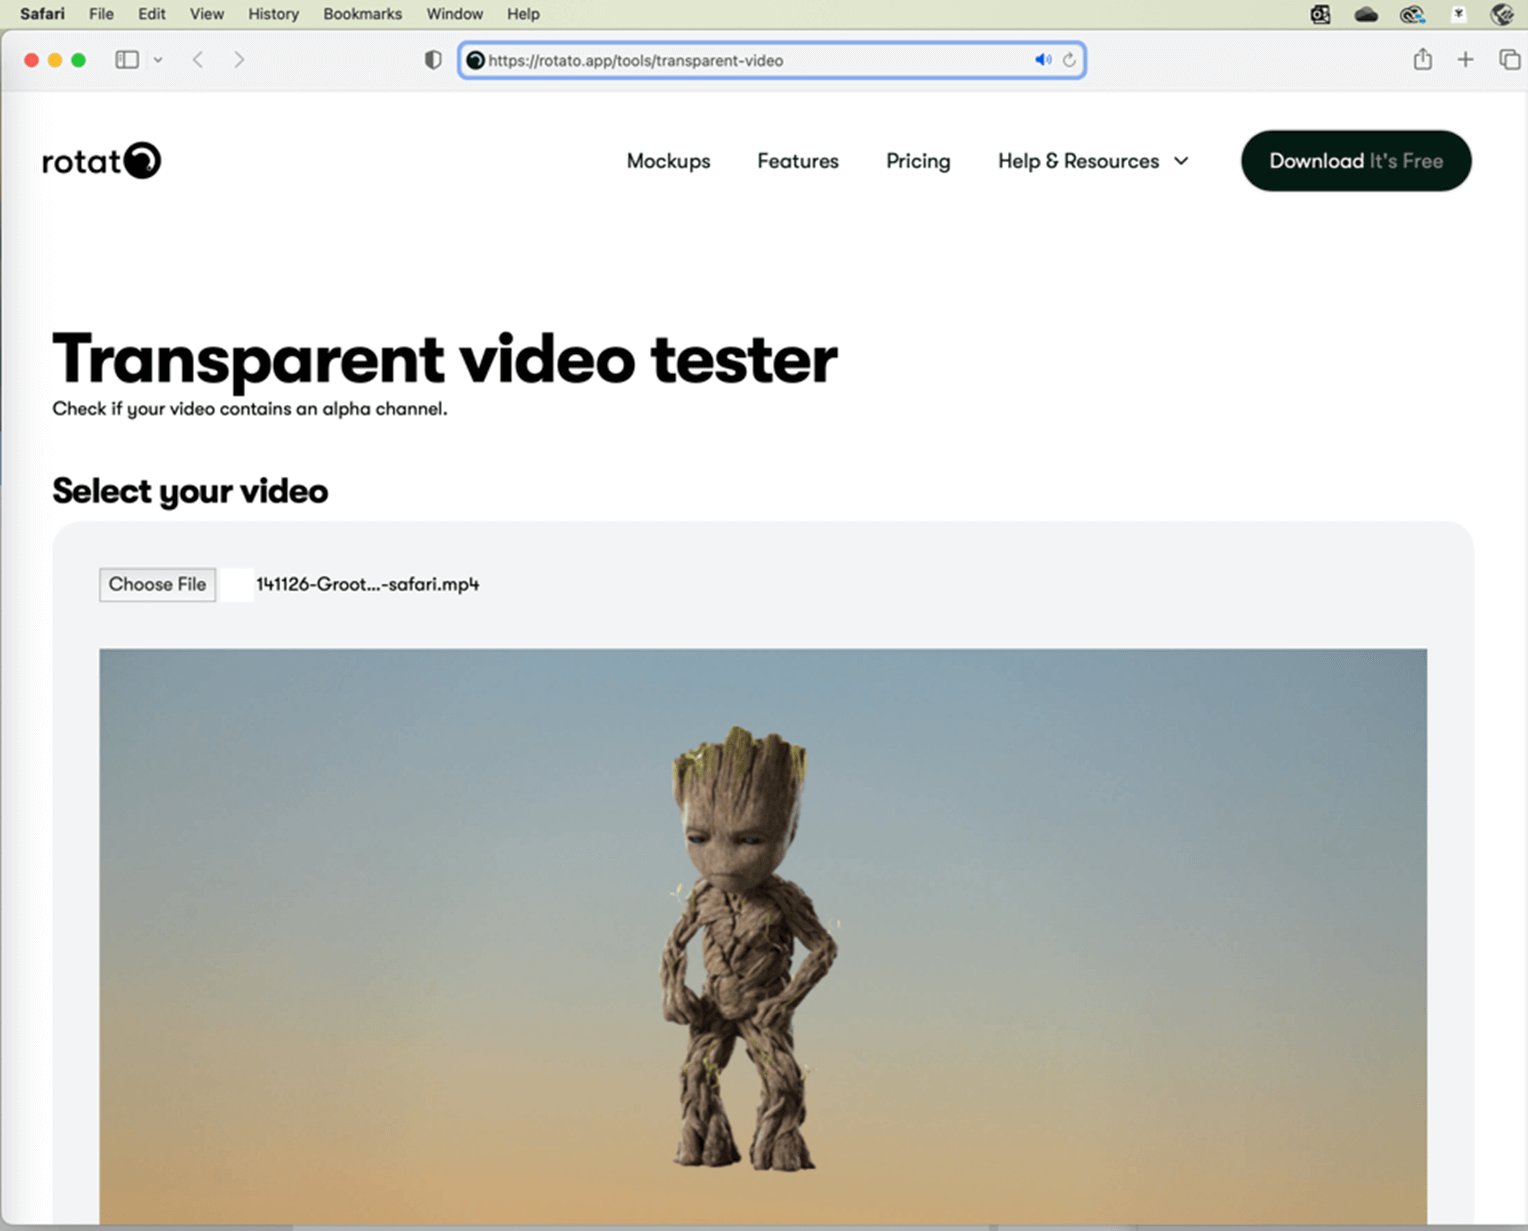 Safari File Edit View History Bookmarks Window Help
https://rotato.app/tools/transparent-video
rotato
Mockups Features Pricing Help & Resources Download It's Free
Transparent video tester
Check if your video contains an alpha channel.
Select your video
Choose File 141126-Groot...-safari.mp4